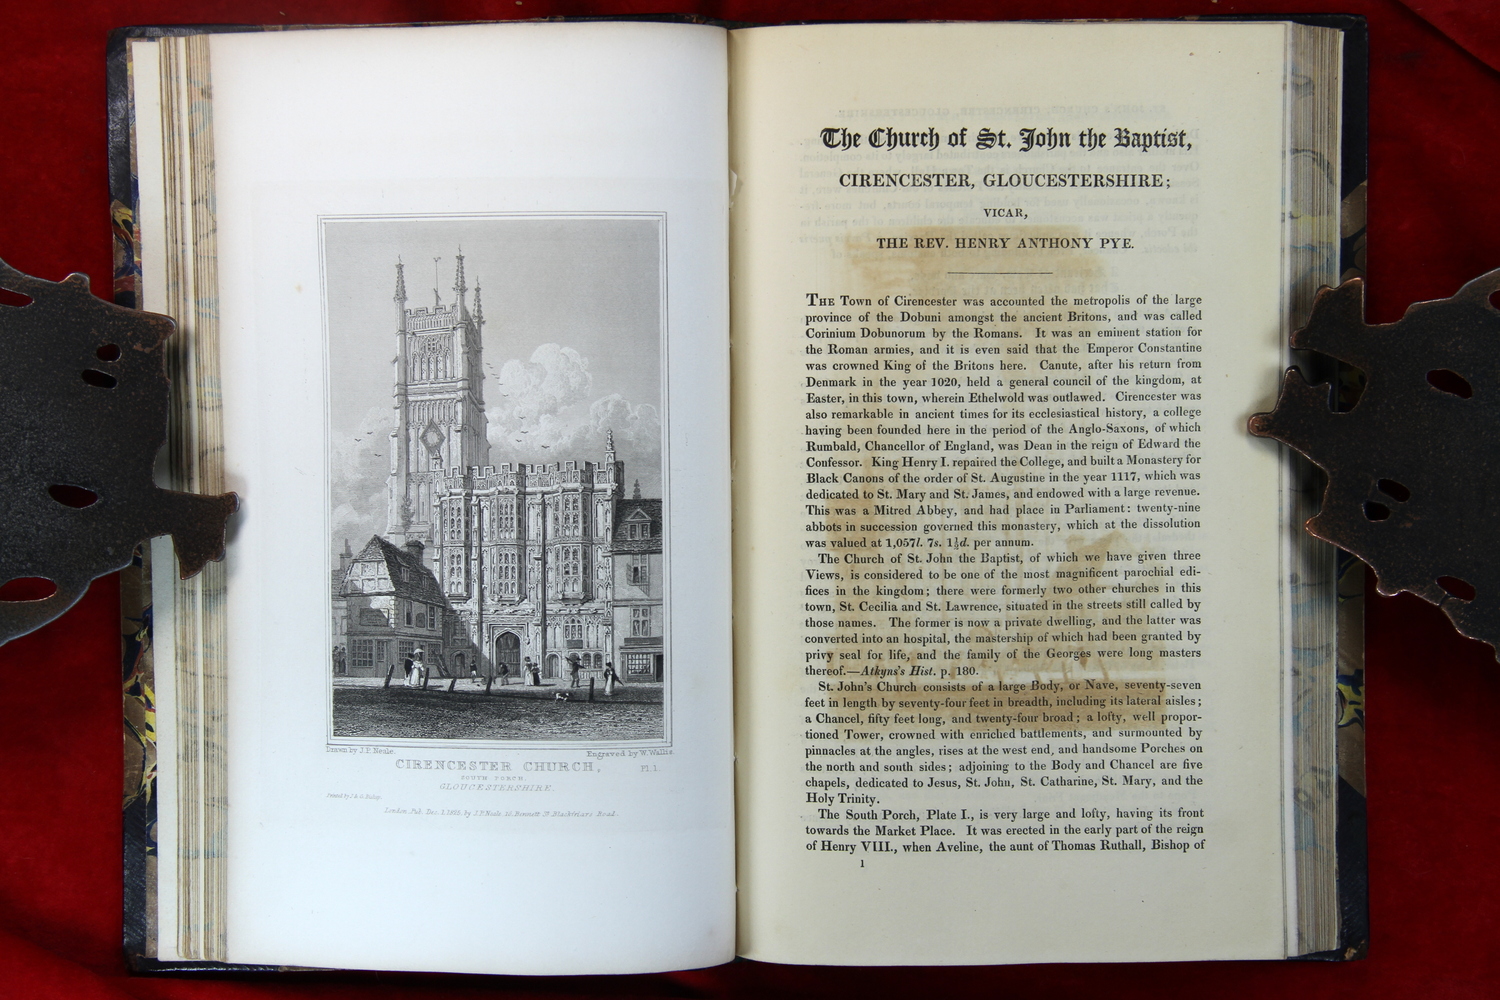 Drawn by J.P. Neale.
Engraved by W. Wallis.
CIRENCESTER CHURCH,
Pl.1.
SOUTH PORCH.
GLOUCESTERSHIRE.
London Pub. Dec. 1, by J.P. Neale 16, Bennett St. Blackfriars Road.
The Church of St. John the Baptist,
CIRENCESTER, GLOUCESTERSHIRE;
VICAR,
THE REV. HENRY ANTHONY PYE.
THE Town of Cirencester was accounted the metropolis of the large
province of the Dobuni amongst the ancient Britons, and was called
Corinium Dobunorum by the Romans. It was an eminent station for
the Roman armies, and it is even said that the Emperor Constantine
was crowned King of the Britons here. Canute, after his return from
Denmark in the year 1020, held a general council of the kingdom, at
Easter, in this town, wherein Ethelwold was outlawed. Cirencester was
also remarkable in ancient times for its ecclesiastical history, a college
having been founded here in the period of the Anglo-Saxons, of which
Rumbald, Chancellor of England, was Dean in the reign of Edward the
Confessor. King Henry I. repaired the College, and built a Monastery for
Black Canons of the order of St. Augustine in the year 1117, which was
dedicated to St. Mary and St. James, and endowed with a large revenue.
This was a Mitred Abbey, and had place in Parliament: twenty-nine
abbots in succession governed this monastery, which at the dissolution
was valued at 1,057l. 7s. 1½d. per annum.
The Church of St. John the Baptist, of which we have given three
Views, is considered to be one of the most magnificent parochial edi-
fices in the kingdom; there were formerly two other churches in this
town, St. Cecilia and St. Lawrence, situated in the streets still called by
those names. The former is now a private dwelling, and the latter was
converted into an hospital, the mastership of which had been granted by
privy seal for life, and the family of the Georges were long masters
thereof.—Atkyns's Hist. p. 180.
St. John's Church consists of a large Body, or Nave, seventy-seven
feet in length by seventy-four feet in breadth, including its lateral aisles;
a Chancel, fifty feet long, and twenty-four broad; a lofty, well propor-
tioned Tower, crowned with enriched battlements, and surmounted by
pinnacles at the angles, rises at the west end, and handsome Porches on
the north and south sides; adjoining to the Body and Chancel are five
chapels, dedicated to Jesus, St. John, St. Catharine, St. Mary, and the
Holy Trinity.
The South Porch, Plate I., is very large and lofty, having its front
towards the Market Place. It was erected in the early part of the reign
of Henry VIII., when Aveline, the aunt of Thomas Ruthall, Bishop of
1